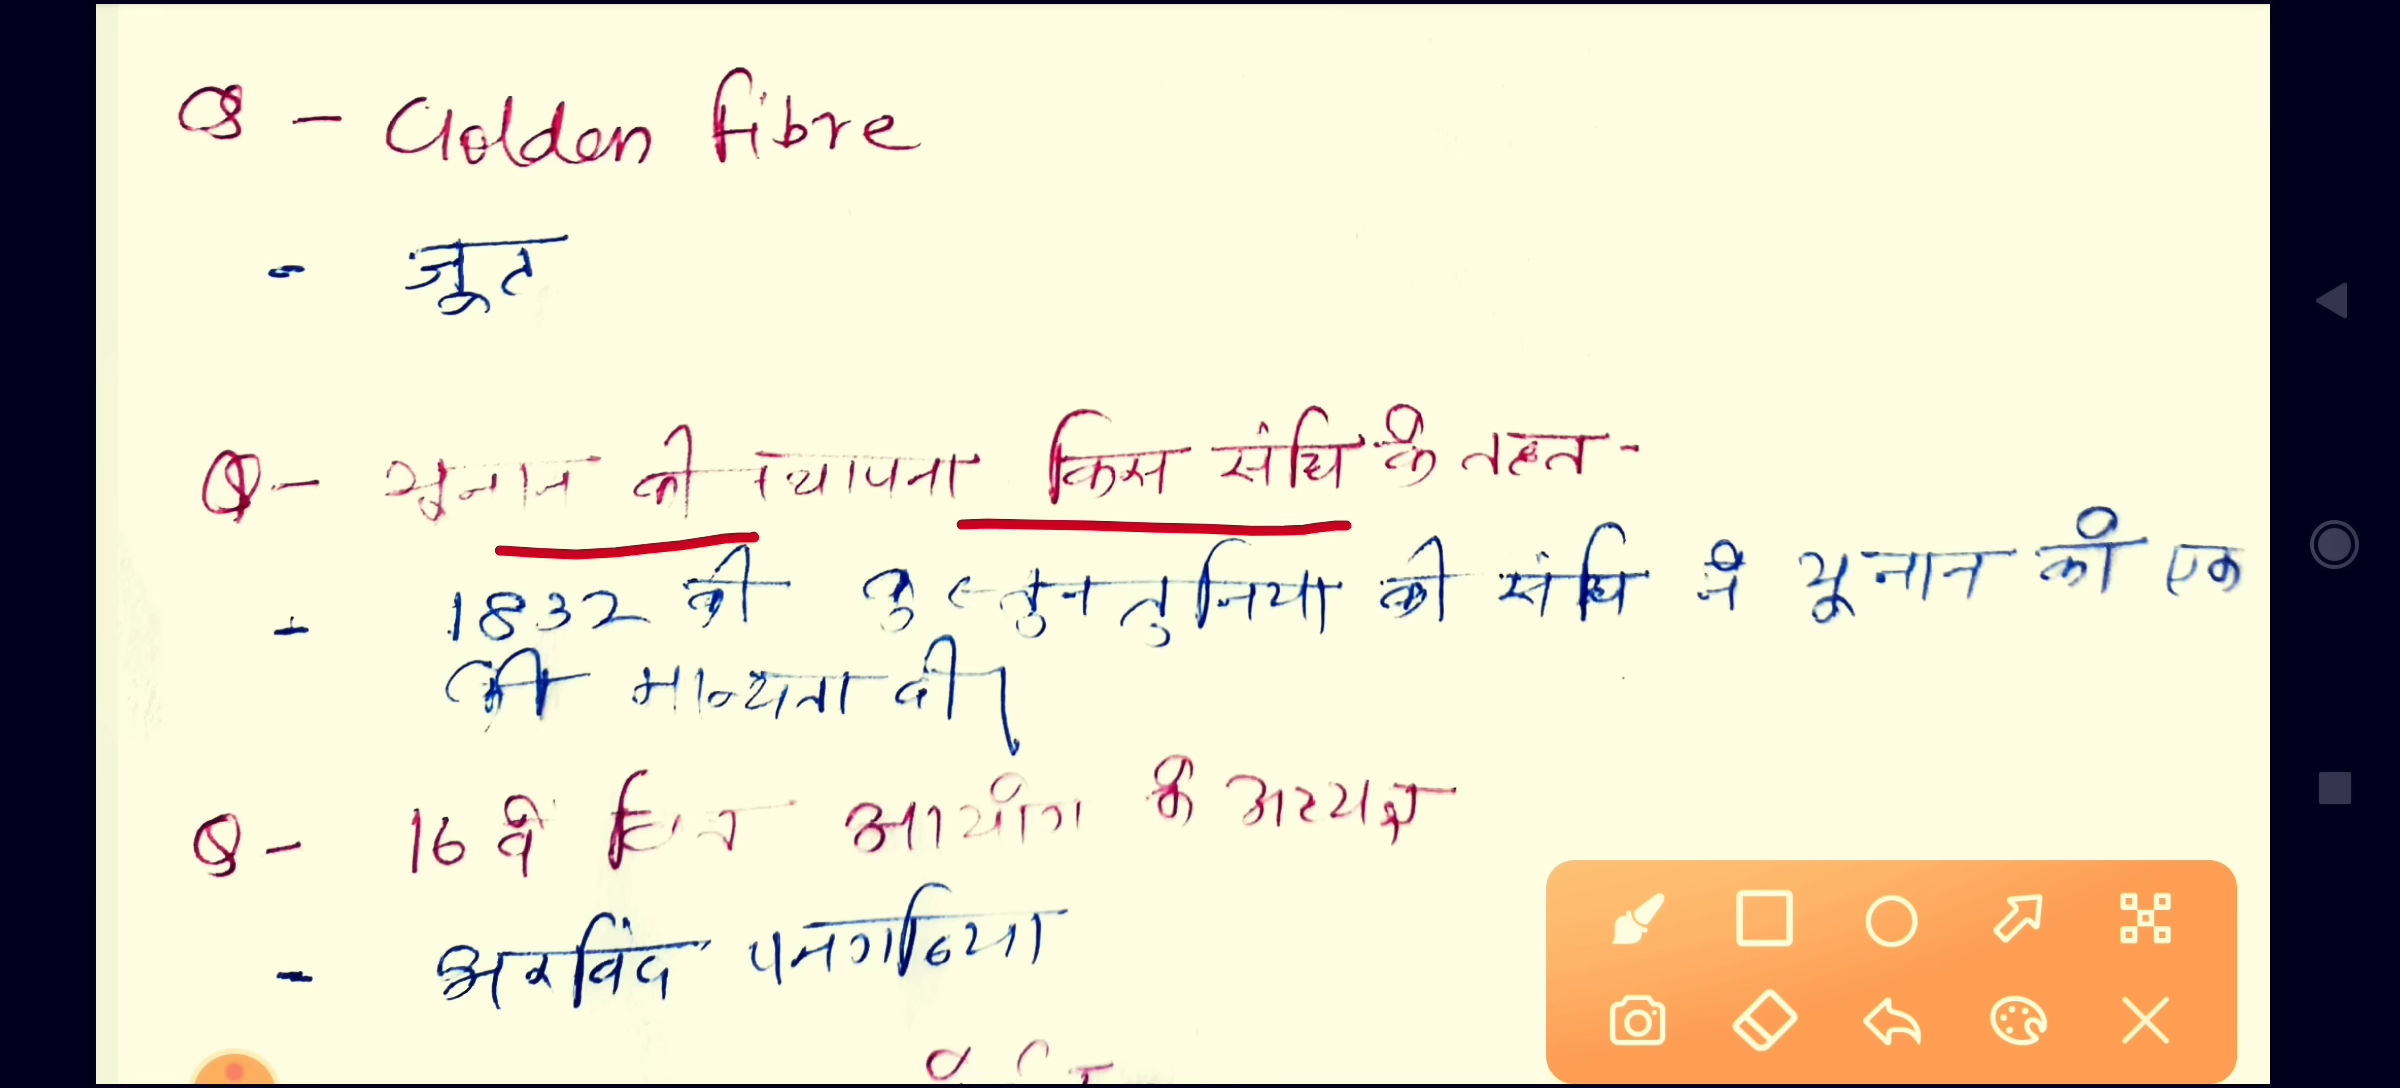 Q - Golden fibre
- जूट
Q - यूनान की स्थापना किस संधि के तहत -
- 1832 की कुस्तुनतुनिया की संधि ने यूनान को एक
की मान्यता दी।
Q - 16 वे वित्त आयोग के अध्यक्ष
- अरविंद पनगढिया